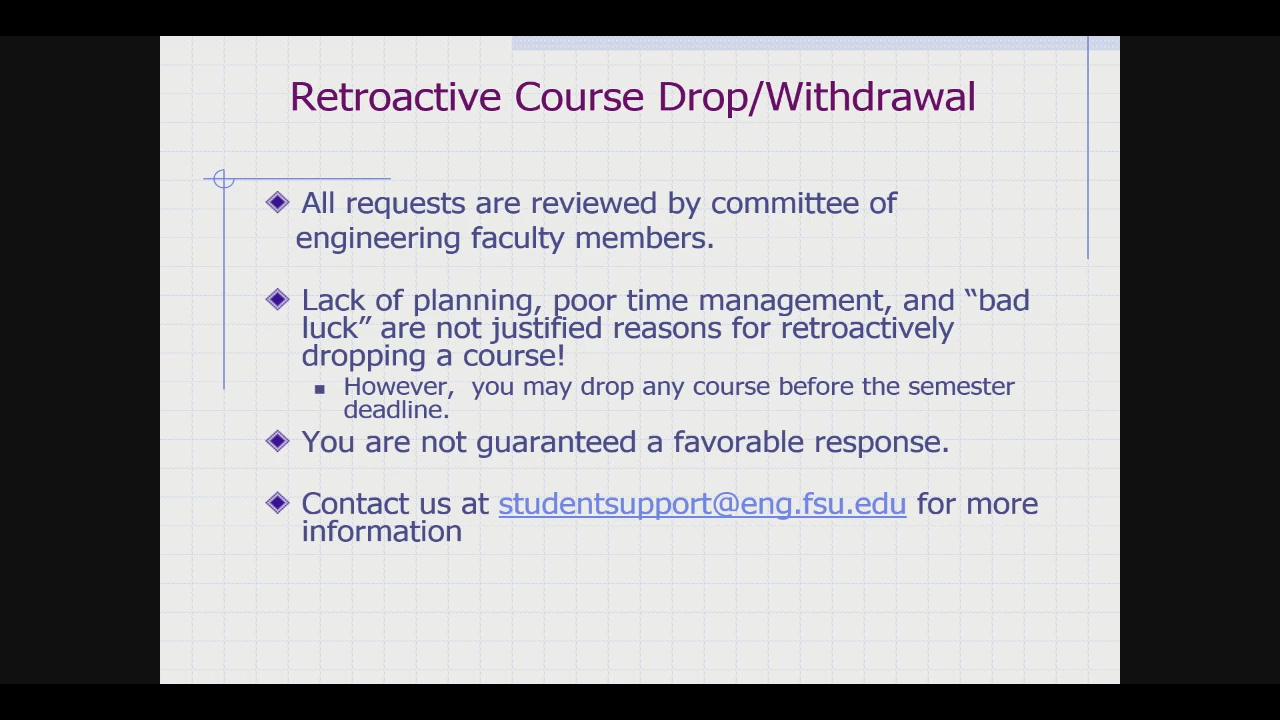 Retroactive Course Drop/Withdrawal
All requests are reviewed by committee of
engineering faculty members.
Lack of planning, poor time management, and “bad
luck” are not justified reasons for retroactively
dropping a course!
However,  you may drop any course before the semester
deadline.
You are not guaranteed a favorable response.
Contact us at studentsupport@eng.fsu.edu for more
information